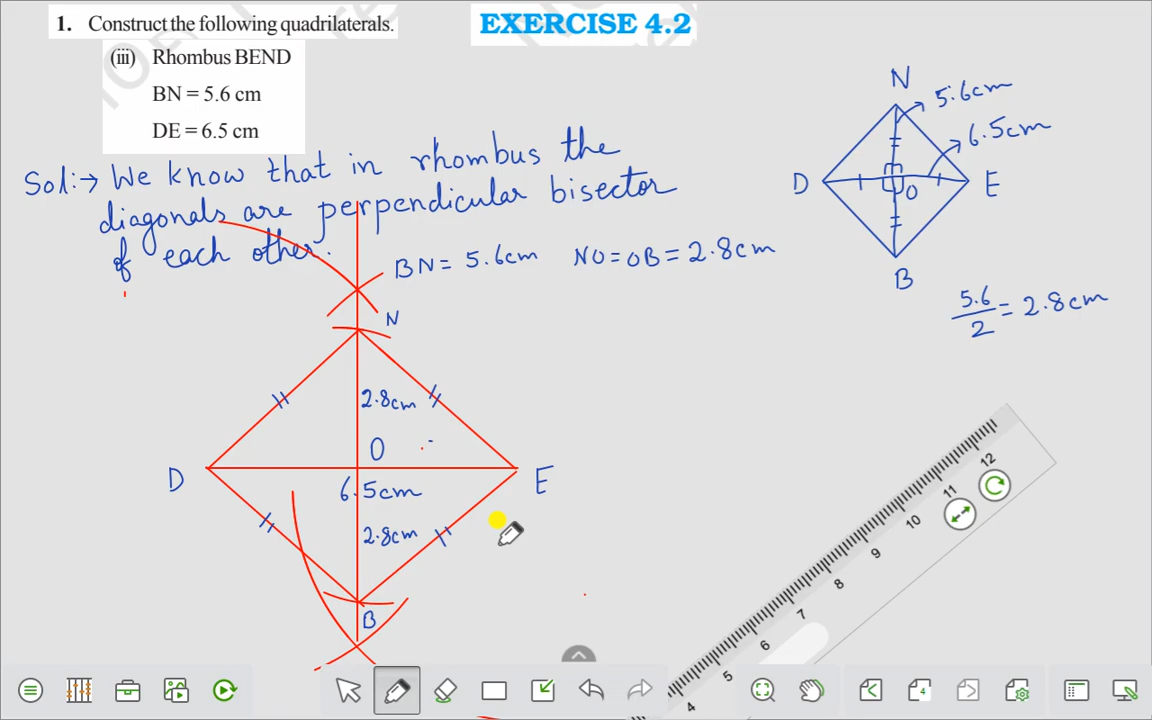 1. Construct the following quadrilaterals.
EXERCISE 4.2
(iii) Rhombus BEND
BN = 5.6 cm
DE = 6.5 cm
Sol:→ We know that in rhombus the
diagonals are perpendicular bisector
of each other.
BN = 5.6cm NO = OB = 2.8cm
N
5.6cm
6.5cm
D
O
E
B
5.6/2 = 2.8cm
N
2.8cm
O
D
6.5cm
E
2.8cm
B
4 5 6 7 8 9 10 11 12
4